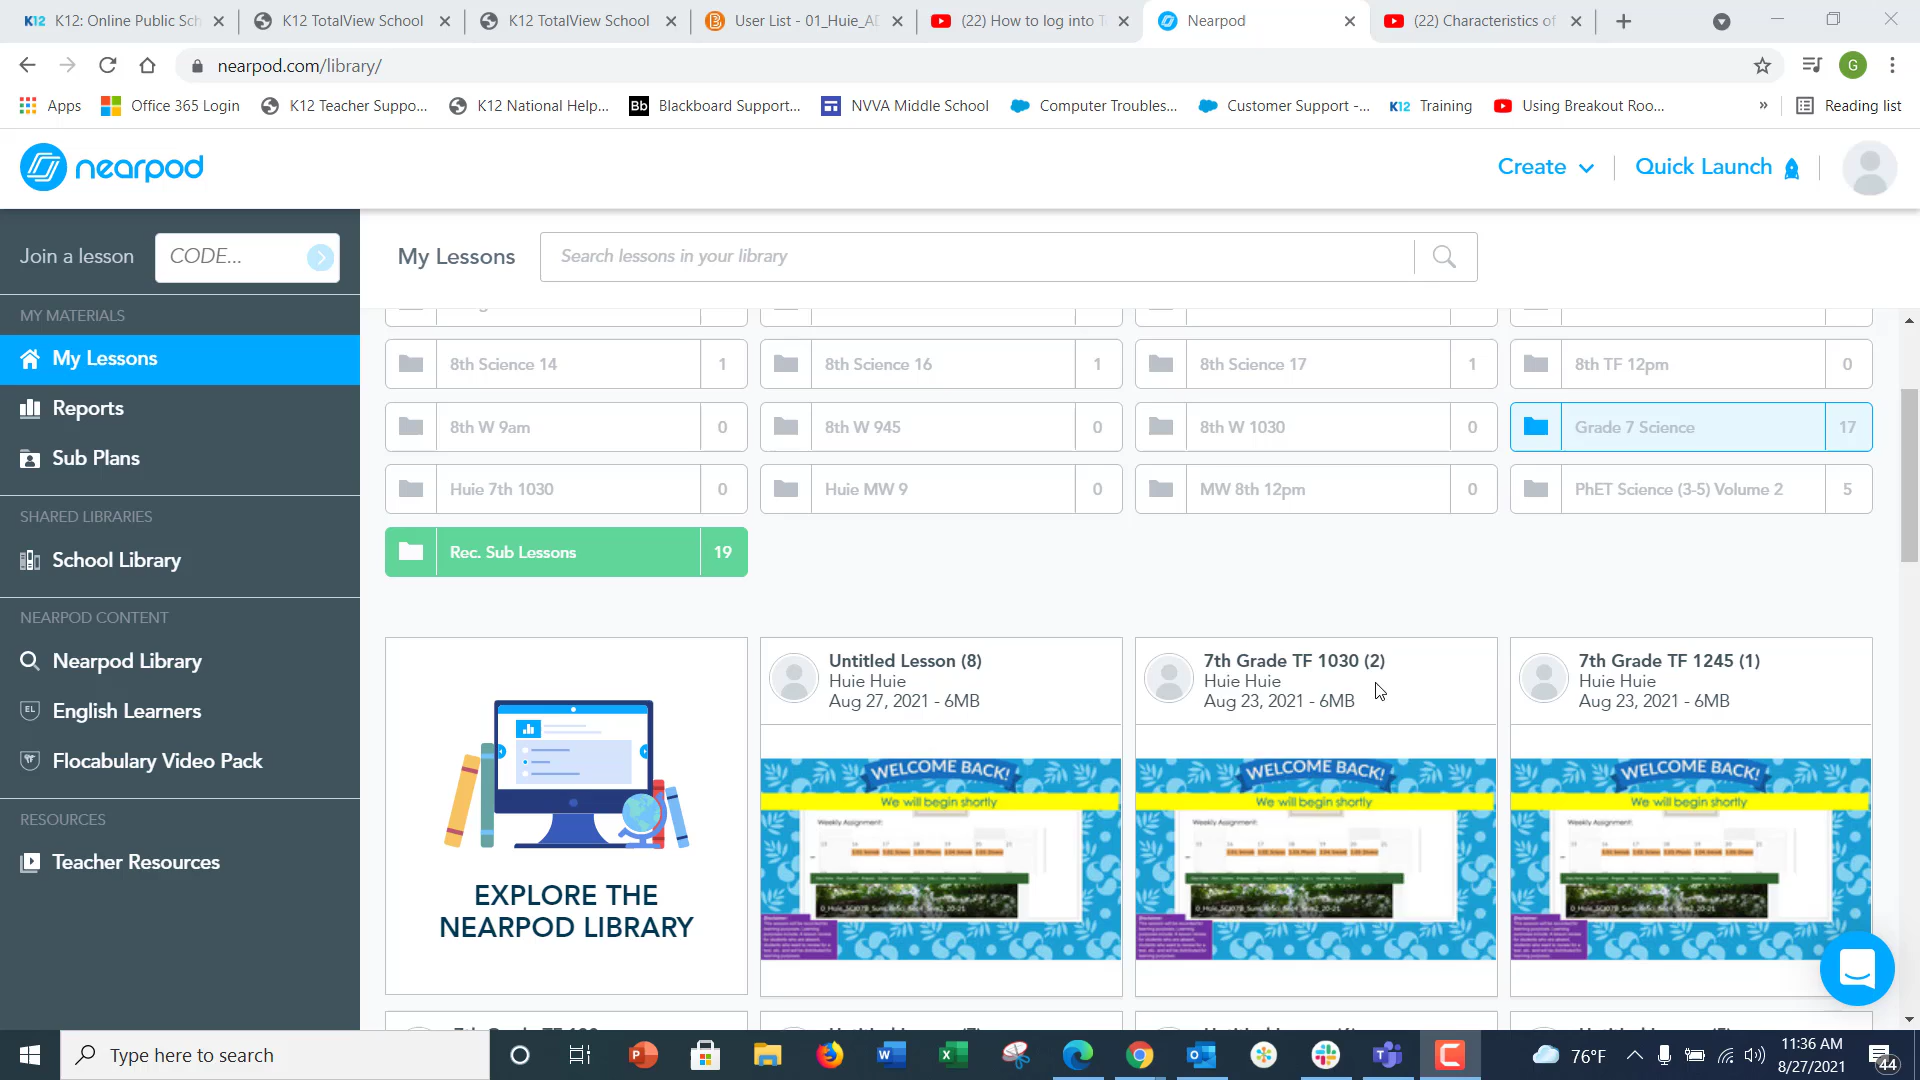 K12: Online Public Sch
K12 TotalView School
K12 TotalView School
User List - 01_Huie_AD
(22) How to log into T
Nearpod
(22) Characteristics of
nearpod.com/library/
G
Apps
Office 365 Login
K12 Teacher Suppo...
K12 National Help...
Bb Blackboard Support...
NVVA Middle School
Computer Troubles...
Customer Support -...
K12 Training
Using Breakout Roo...
»
Reading list
nearpod
Create
Quick Launch
Join a lesson
CODE...
My Lessons
Search lessons in your library
MY MATERIALS
My Lessons
Reports
Sub Plans
SHARED LIBRARIES
School Library
NEARPOD CONTENT
Nearpod Library
EL English Learners
Flocabulary Video Pack
RESOURCES
Teacher Resources
8th Science 14 1
8th Science 16 1
8th Science 17 1
8th TF 12pm 0
8th W 9am 0
8th W 945 0
8th W 1030 0
Grade 7 Science 17
Huie 7th 1030 0
Huie MW 9 0
MW 8th 12pm 0
PhET Science (3-5) Volume 2 5
Rec. Sub Lessons 19
EXPLORE THE
NEARPOD LIBRARY
Untitled Lesson (8)
Huie Huie
Aug 27, 2021 - 6MB
WELCOME BACK!
We will begin shortly
Weekly Assignment:
7th Grade TF 1030 (2)
Huie Huie
Aug 23, 2021 - 6MB
WELCOME BACK!
We will begin shortly
Weekly Assignment:
7th Grade TF 1245 (1)
Huie Huie
Aug 23, 2021 - 6MB
WELCOME BACK!
We will begin shortly
Weekly Assignment:
Type here to search
76°F
11:36 AM
8/27/2021
44